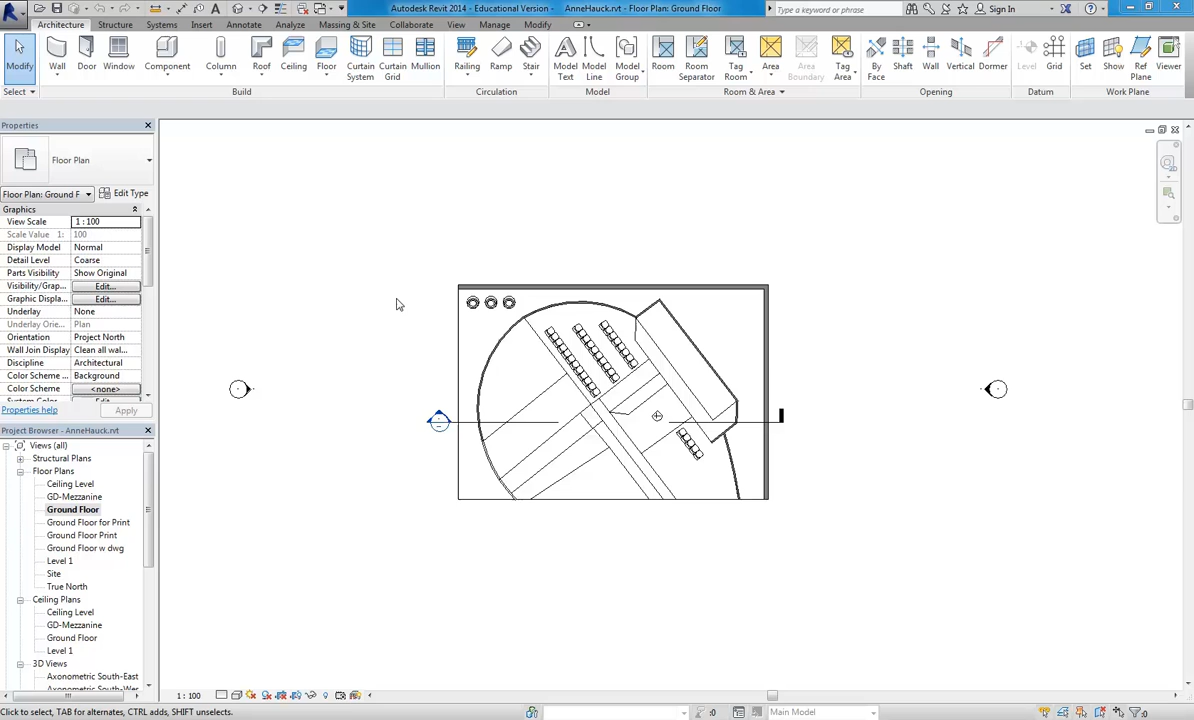 Autodesk Revit 2014 - Educational Version - AnneHauck.rvt - Floor Plan: Ground Floor
Type a keyword or phrase
Sign In
Architecture Structure Systems Insert Annotate Analyze Massing & Site Collaborate View Manage Modify
Modify Wall Door Window Component Column Roof Ceiling Floor Curtain System Curtain Grid Mullion Railing Ramp Stair Model Text Model Line Model Group Room Room Separator Tag Room Area Area Boundary Tag Area By Face Shaft Wall Vertical Dormer Level Grid Set Show Ref Plane Viewer
Select Build Circulation Model Room & Area Opening Datum Work Plane
Properties
Floor Plan
Floor Plan: Ground F Edit Type
Graphics
View Scale 1 : 100
Scale Value 1: 100
Display Model Normal
Detail Level Coarse
Parts Visibility Show Original
Visibility/Grap... Edit...
Graphic Displa... Edit...
Underlay None
Underlay Orie... Plan
Orientation Project North
Wall Join Display Clean all wal...
Discipline Architectural
Color Scheme ... Background
Color Scheme <none>
System Color Edit...
Properties help Apply
Project Browser - AnneHauck.rvt
Views (all)
Structural Plans
Floor Plans
Ceiling Level
GD-Mezzanine
Ground Floor
Ground Floor for Print
Ground Floor Print
Ground Floor w dwg
Level 1
Site
True North
Ceiling Plans
Ceiling Level
GD-Mezzanine
Ground Floor
Level 1
3D Views
Axonometric South-East
Axonometric South-Wes
1 : 100
Click to select, TAB for alternates, CTRL adds, SHIFT unselects.
:0
Main Model
:0